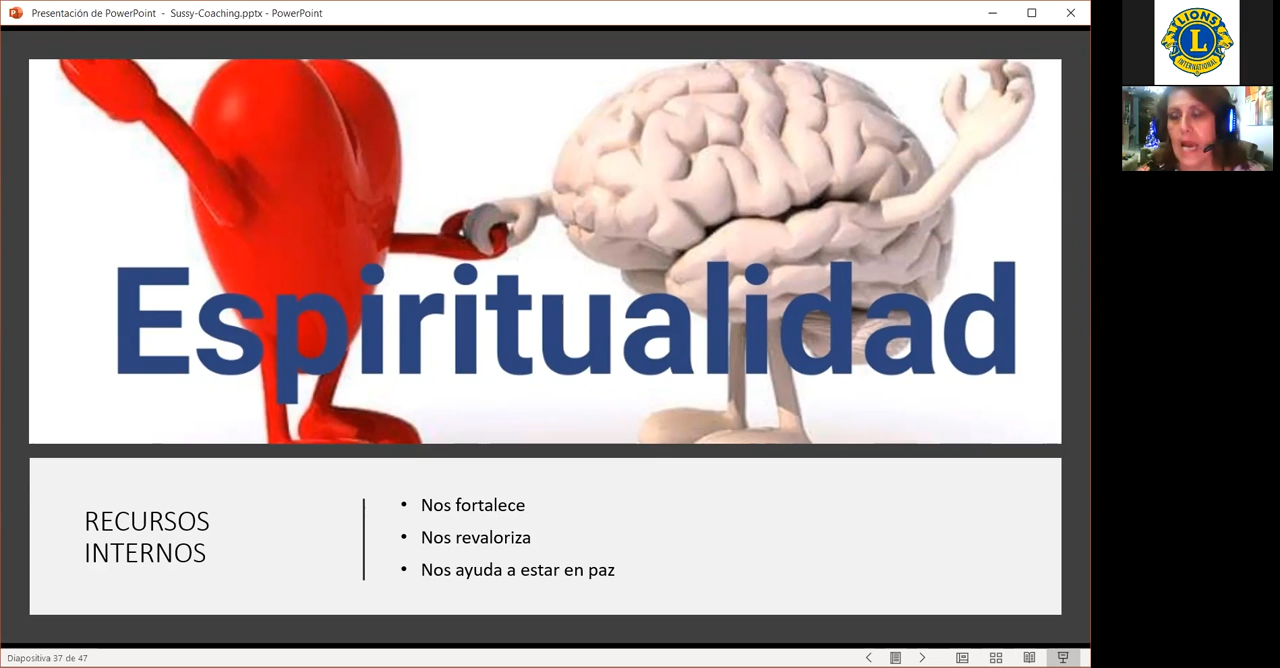 Presentación de PowerPoint - Sussy-Coaching.pptx - PowerPoint
LIONS
L
INTERNATIONAL
Espiritualidad
RECURSOS
INTERNOS
• Nos fortalece
• Nos revaloriza
• Nos ayuda a estar en paz
Diapositiva 37 de 47